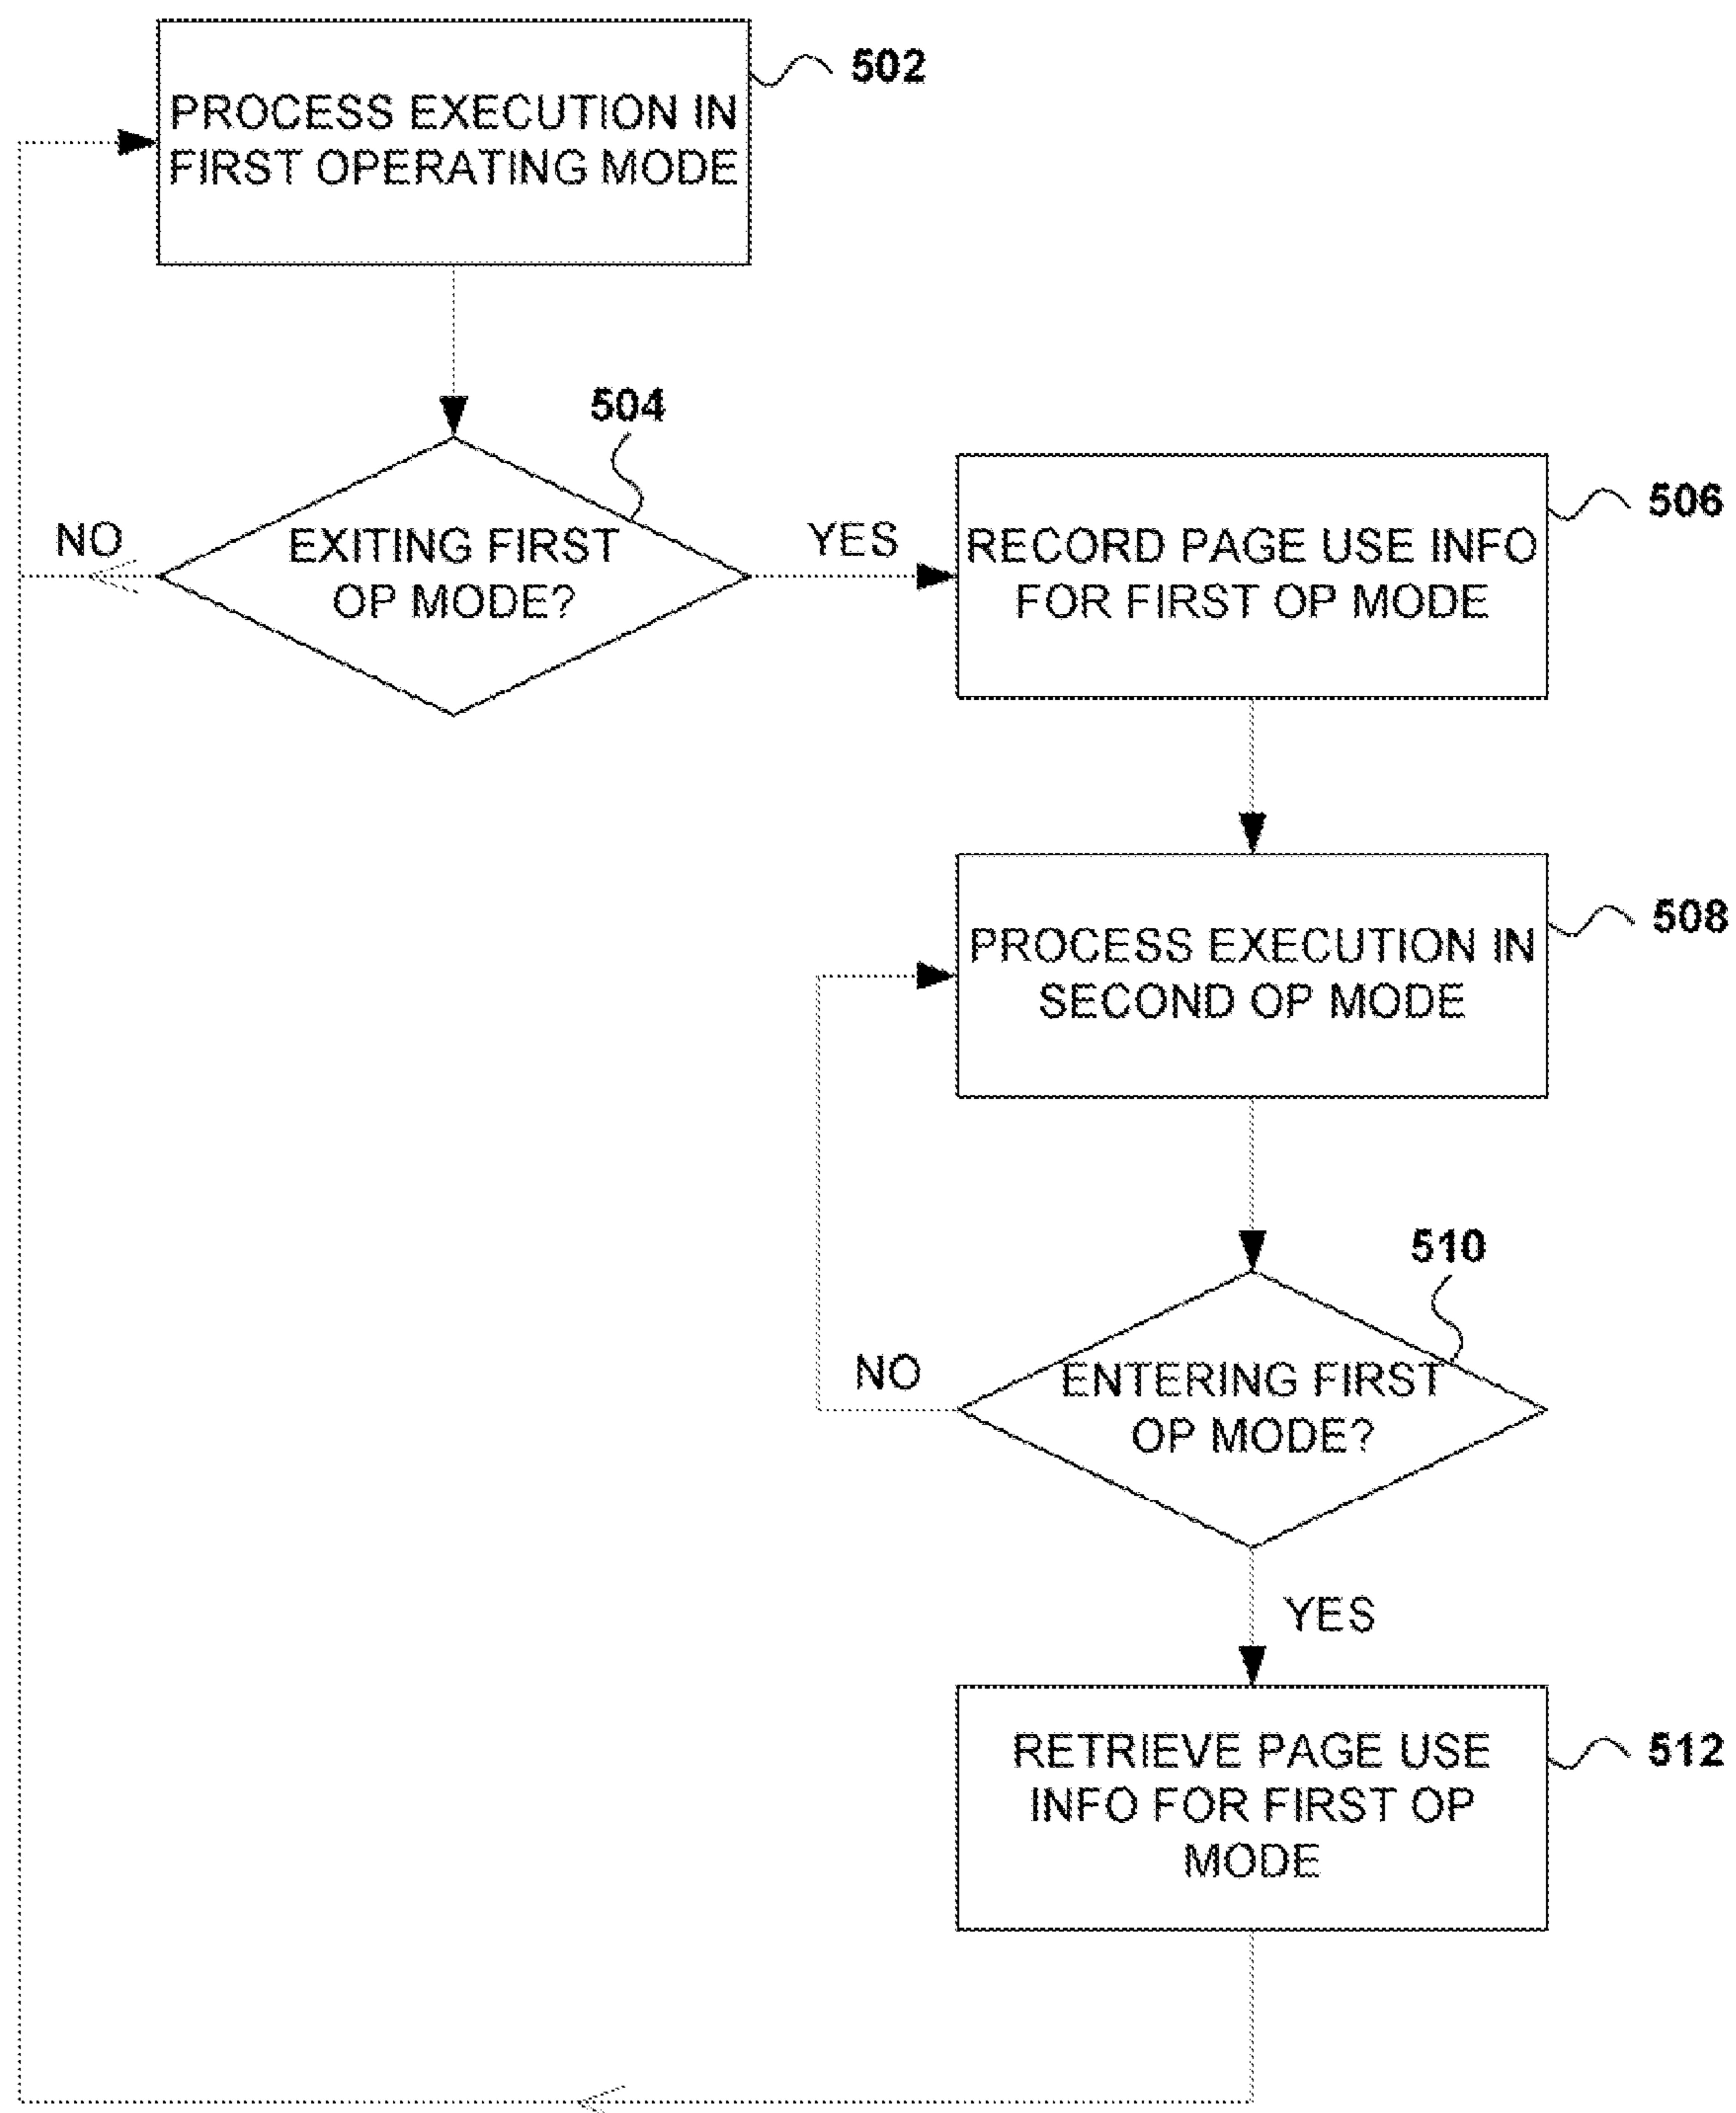 502
PROCESS EXECUTION IN
FIRST OPERATING MODE
504
NO
EXITING FIRST
OP MODE?
YES
506
RECORD PAGE USE INFO
FOR FIRST OP MODE
508
PROCESS EXECUTION IN
SECOND OP MODE
510
NO
ENTERING FIRST
OP MODE?
YES
512
RETRIEVE PAGE USE
INFO FOR FIRST OP
MODE